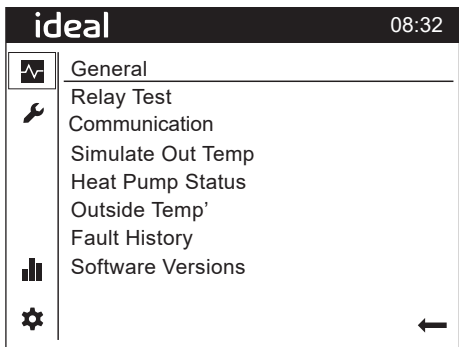 ideal 08:32
General
Relay Test
Communication
Simulate Out Temp
Heat Pump Status
Outside Temp’
Fault History
Software Versions